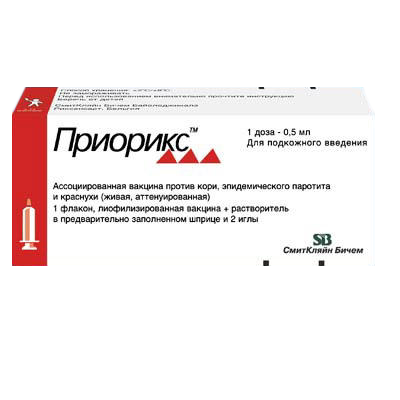 Способ хранения: +2°C+8°C.
Не замораживать
Перед использованием внимательно прочтите инструкцию
Беречь от детей
СмитКляйн Бичем Байолоджикалз
Риксенсарт, Бельгия
Приорикс™
1 доза - 0,5 мл
Для подкожного введения
Ассоциированная вакцина против кори, эпидемического паротита
и краснухи (живая, аттенуированная)
1 флакон, лиофилизированная вакцина + растворитель
в предварительно заполненном шприце и 2 иглы
SB
СмитКляйн Бичем